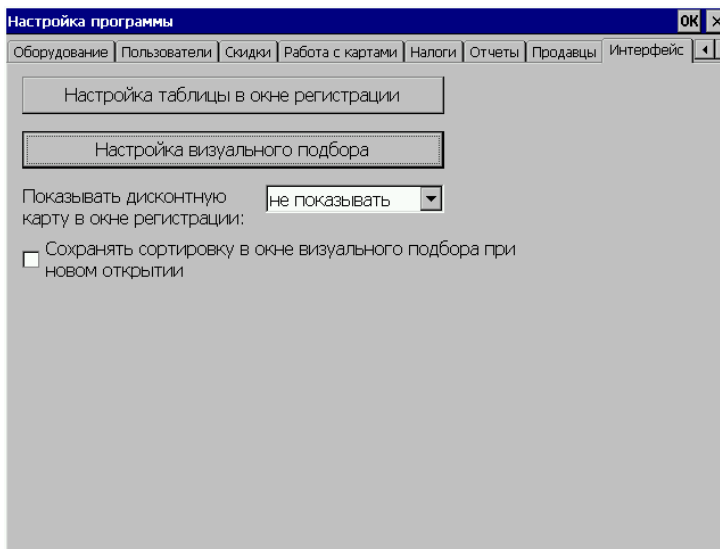 Настройка программы OK ×
Оборудование Пользователи Скидки Работа с картами Налоги Отчеты Продавцы Интерфейс
Настройка таблицы в окне регистрации
Настройка визуального подбора
Показывать дисконтную
карту в окне регистрации:
не показывать
Сохранять сортировку в окне визуального подбора при
новом открытии